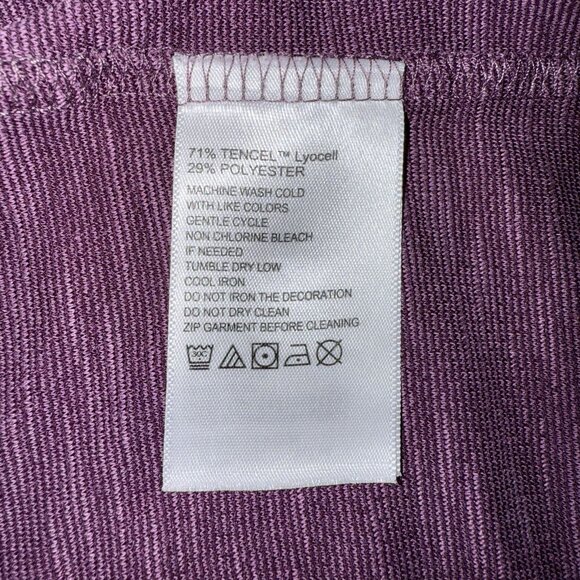 71% TENCEL™ Lyocell
29% POLYESTER
MACHINE WASH COLD
WITH LIKE COLORS
GENTLE CYCLE
NON CHLORINE BLEACH
IF NEEDED
TUMBLE DRY LOW
COOL IRON
DO NOT IRON THE DECORATION
DO NOT DRY CLEAN
ZIP GARMENT BEFORE CLEANING
30C